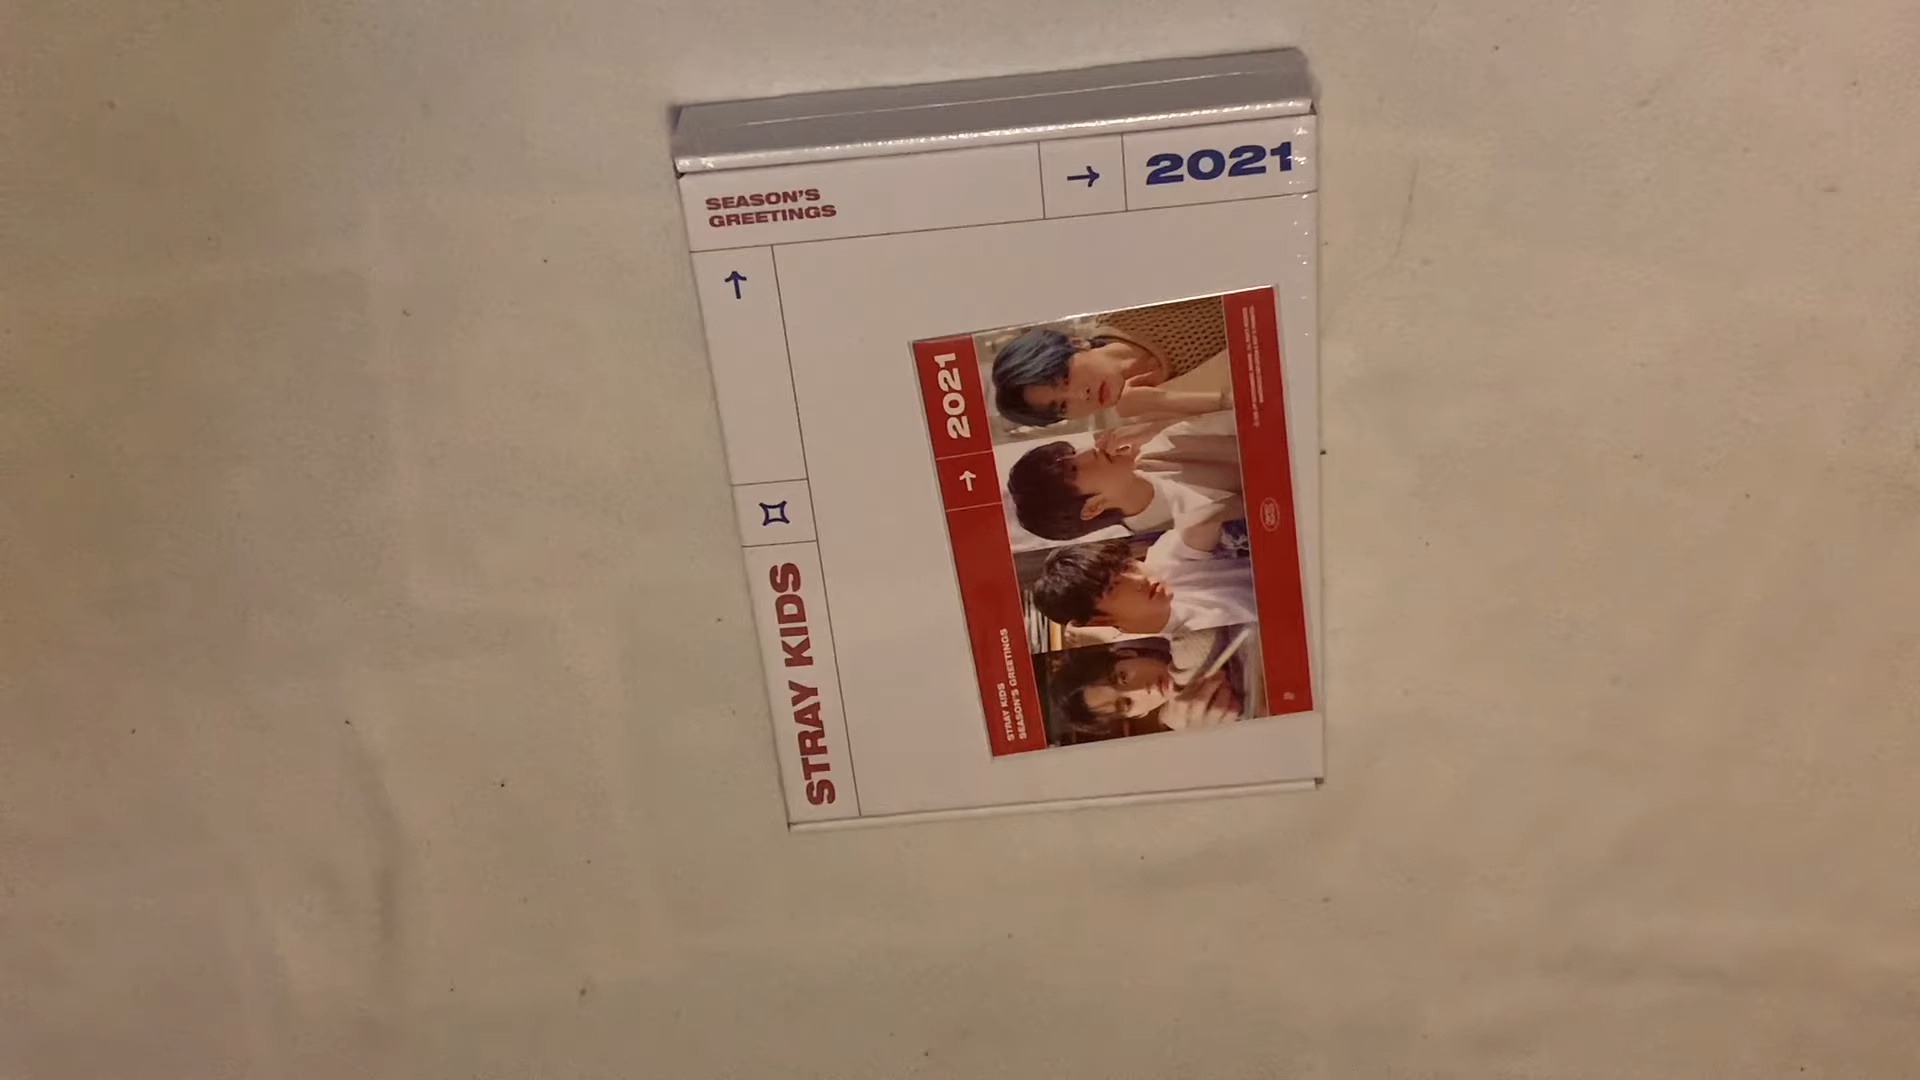 SEASON'S
GREETINGS
→
2021
→
STRAY KIDS
2021
→
STRAY KIDS
SEASON'S GREETINGS